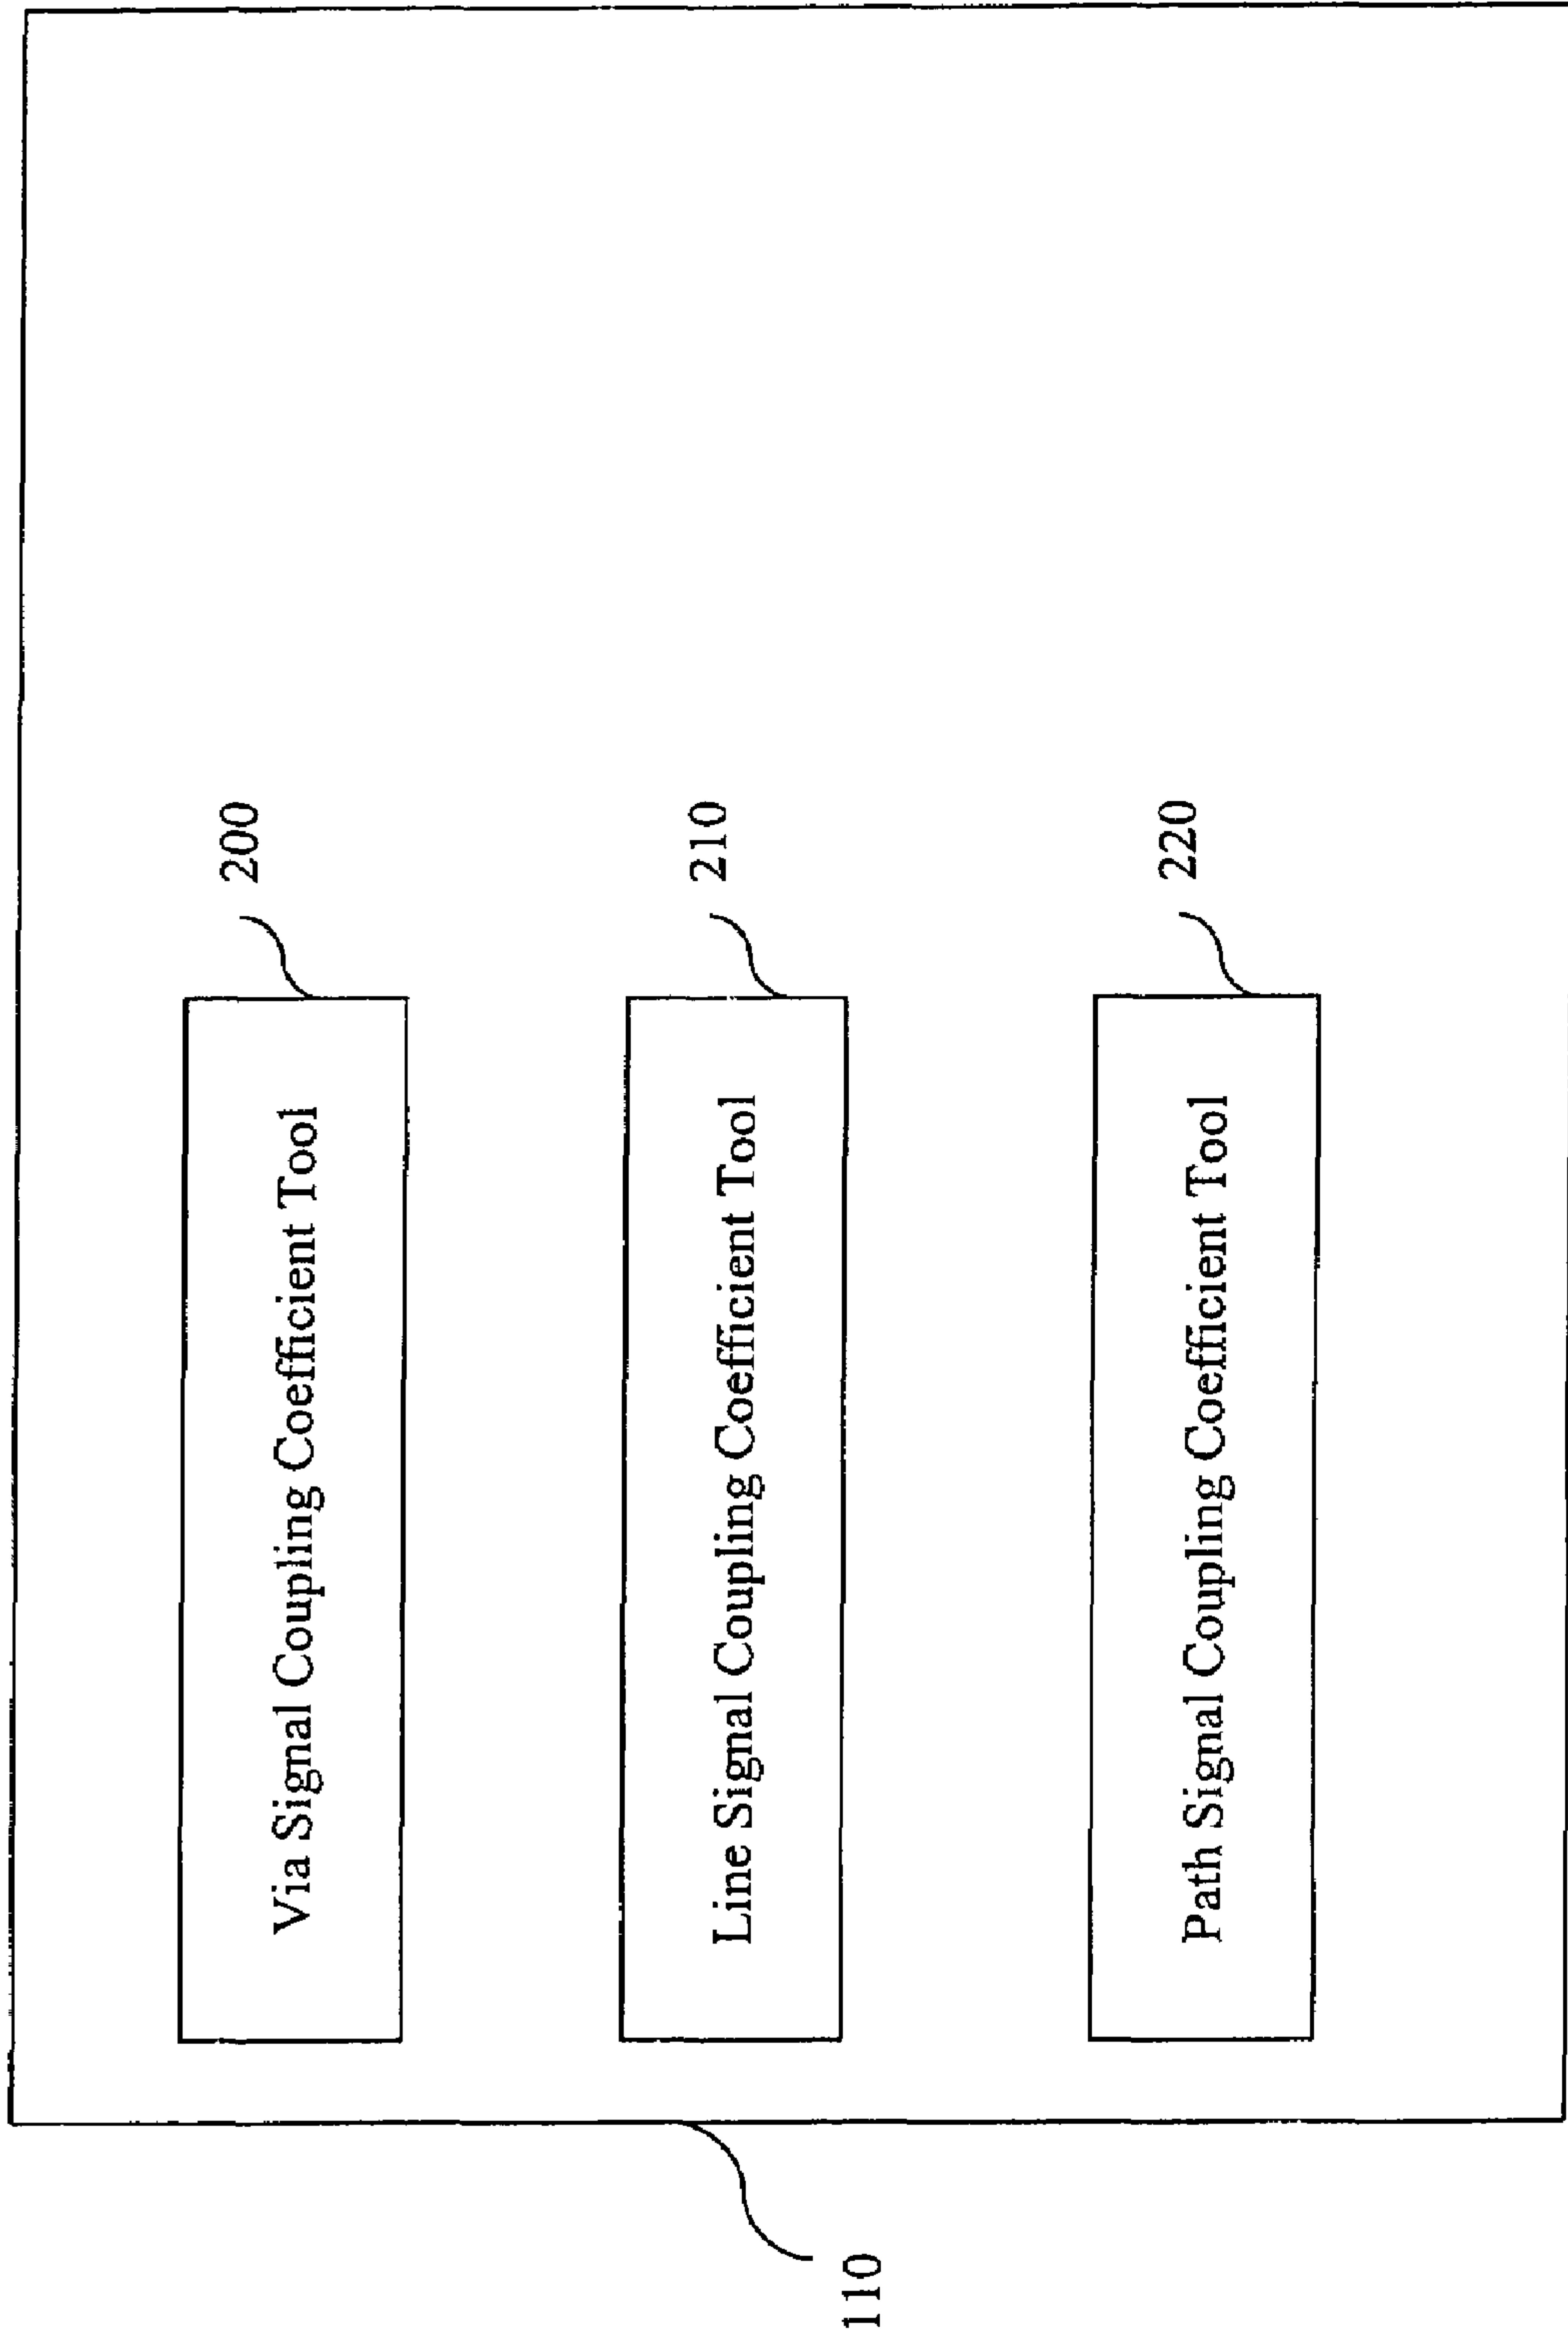 Via Signal Coupling Coefficient Tool
200
Line Signal Coupling Coefficient Tool
210
Path Signal Coupling Coefficient Tool
220
110